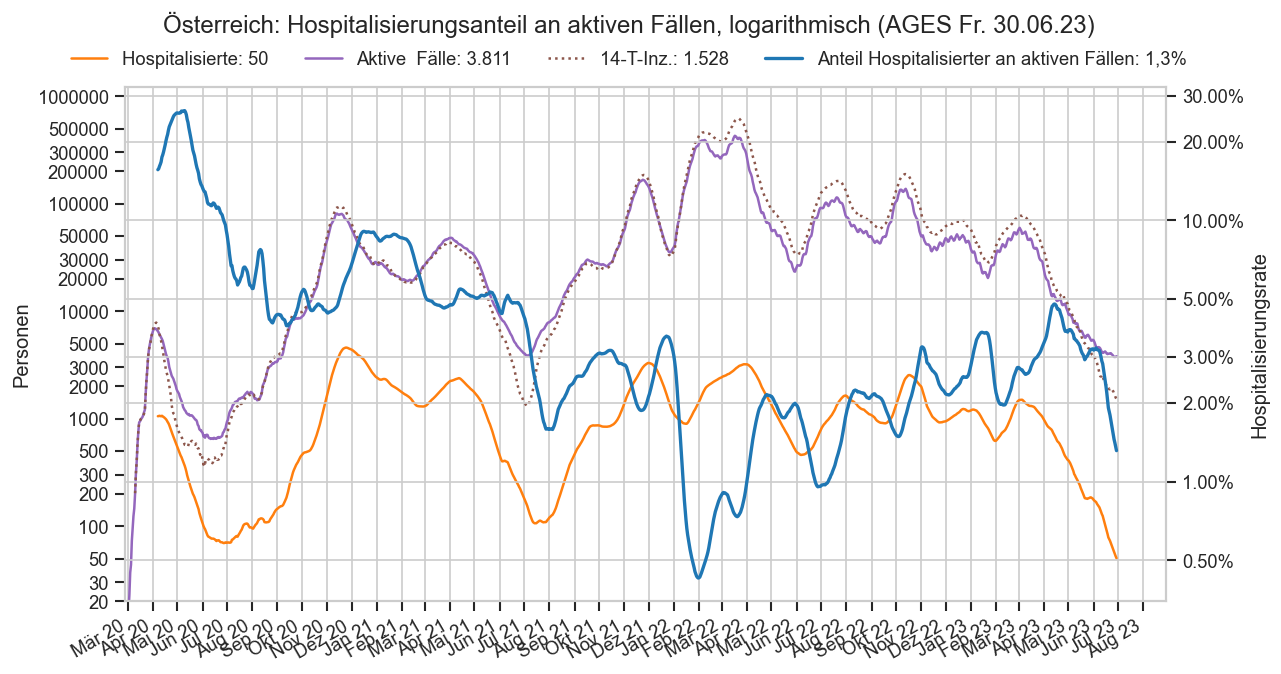 Österreich: Hospitalisierungsanteil an aktiven Fällen, logarithmisch (AGES Fr. 30.06.23)
Hospitalisierte: 50 Aktive Fälle: 3.811 14-T-Inz.: 1.528 Anteil Hospitalisierter an aktiven Fällen: 1,3%
1000000
500000
300000
200000
100000
50000
30000
20000
10000
5000
3000
2000
1000
500
300
200
100
50
30
20
Personen
30.00%
20.00%
10.00%
5.00%
3.00%
2.00%
1.00%
0.50%
Hospitalisierungsrate
Mär 20
Apr 20
Mai 20
Jun 20
Jul 20
Aug 20
Sep 20
Okt 20
Nov 20
Dez 20
Jan 21
Feb 21
Mär 21
Apr 21
Mai 21
Jun 21
Jul 21
Aug 21
Sep 21
Okt 21
Nov 21
Dez 21
Jan 22
Feb 22
Mär 22
Apr 22
Mai 22
Jun 22
Jul 22
Aug 22
Sep 22
Okt 22
Nov 22
Dez 22
Jan 23
Feb 23
Mär 23
Apr 23
Mai 23
Jun 23
Jul 23
Aug 23